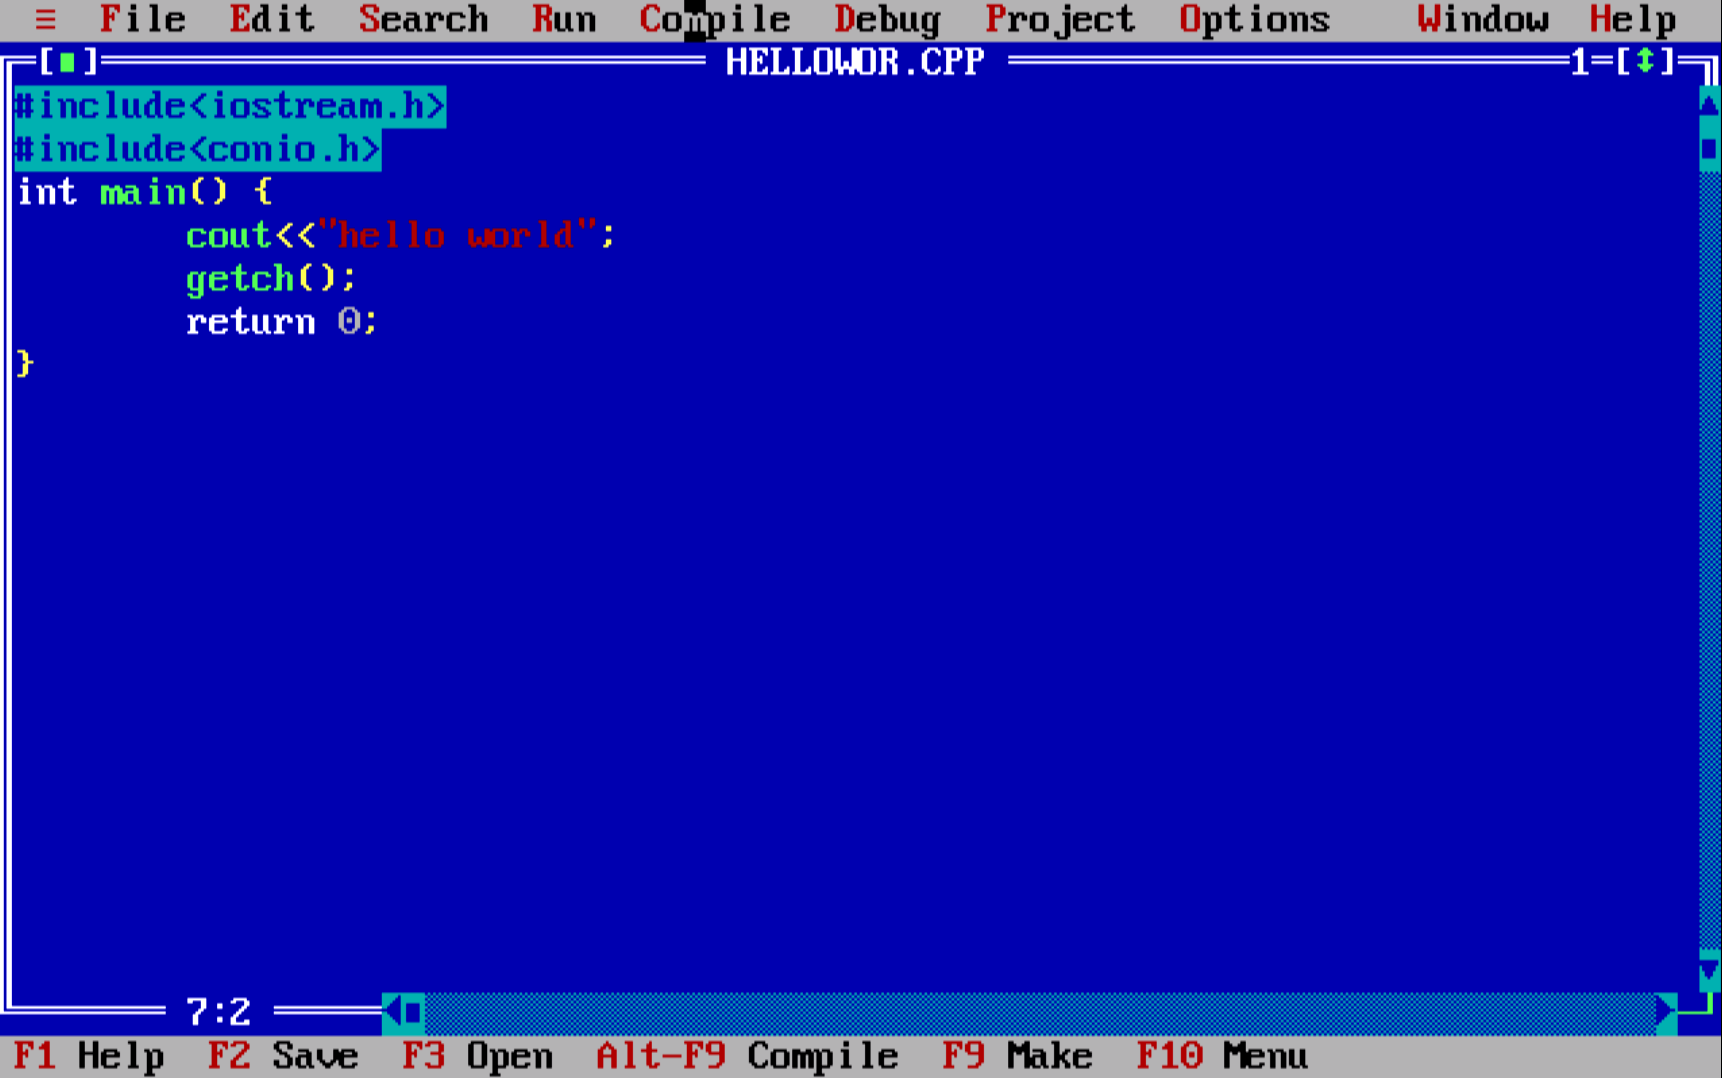 ≡ File Edit Search Run Compile Debug Project Options Window Help
[■] HELLOWOR.CPP 1=[↕]
#include<iostream.h>
#include<conio.h>
int main() {
cout<<"hello world";
getch();
return 0;
}
7:2
F1 Help F2 Save F3 Open Alt-F9 Compile F9 Make F10 Menu